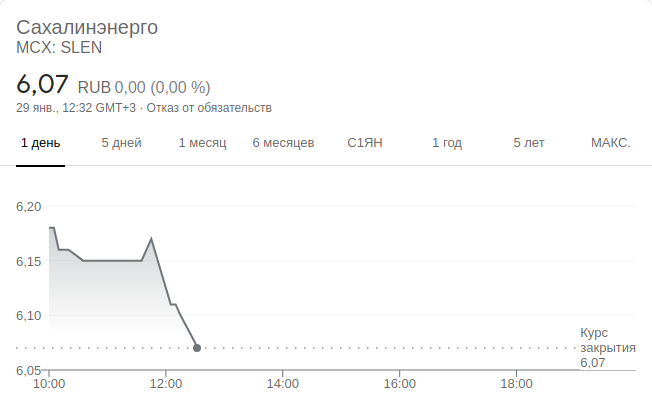 Сахалинэнерго
MCX: SLEN
6,07 RUB 0,00 (0,00 %)
29 янв., 12:32 GMT+3 · Отказ от обязательств
1 день 5 дней 1 месяц 6 месяцев С1ЯН 1 год 5 лет МАКС.
6,20
6,15
6,10
6,05
Курс
закрытия
6,07
10:00 12:00 14:00 16:00 18:00